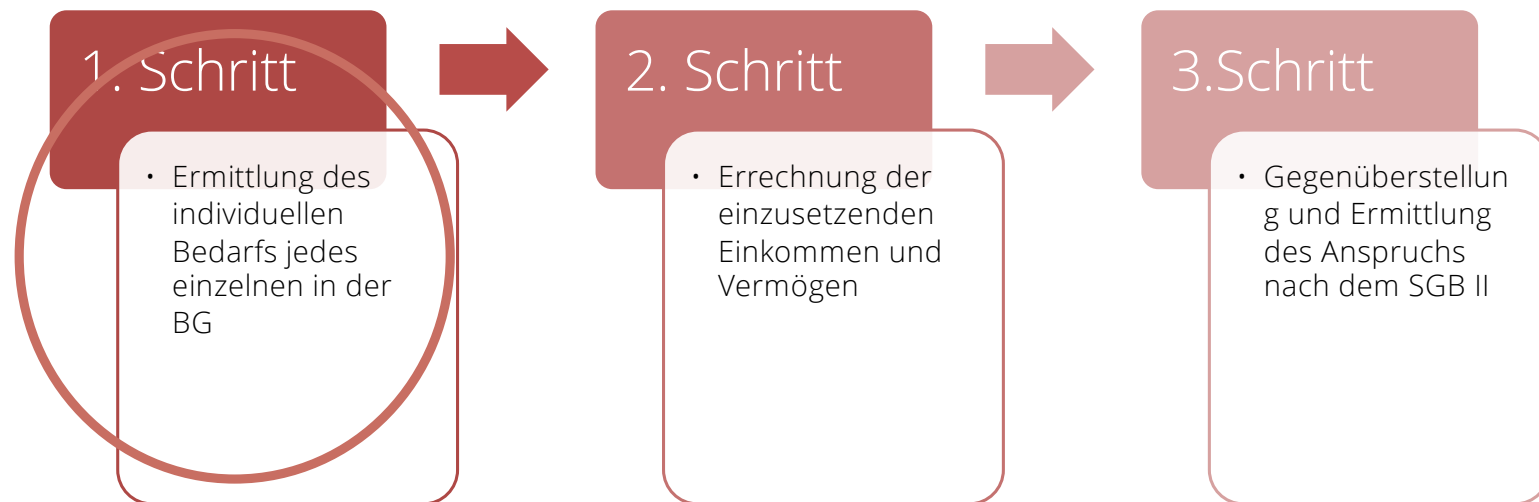 1. Schritt
• Ermittlung des
individuellen
Bedarfs jedes
einzelnen in der
BG
2. Schritt
• Errechnung der
einzusetzenden
Einkommen und
Vermögen
3.Schritt
• Gegenüberstellun
g und Ermittlung
des Anspruchs
nach dem SGB II